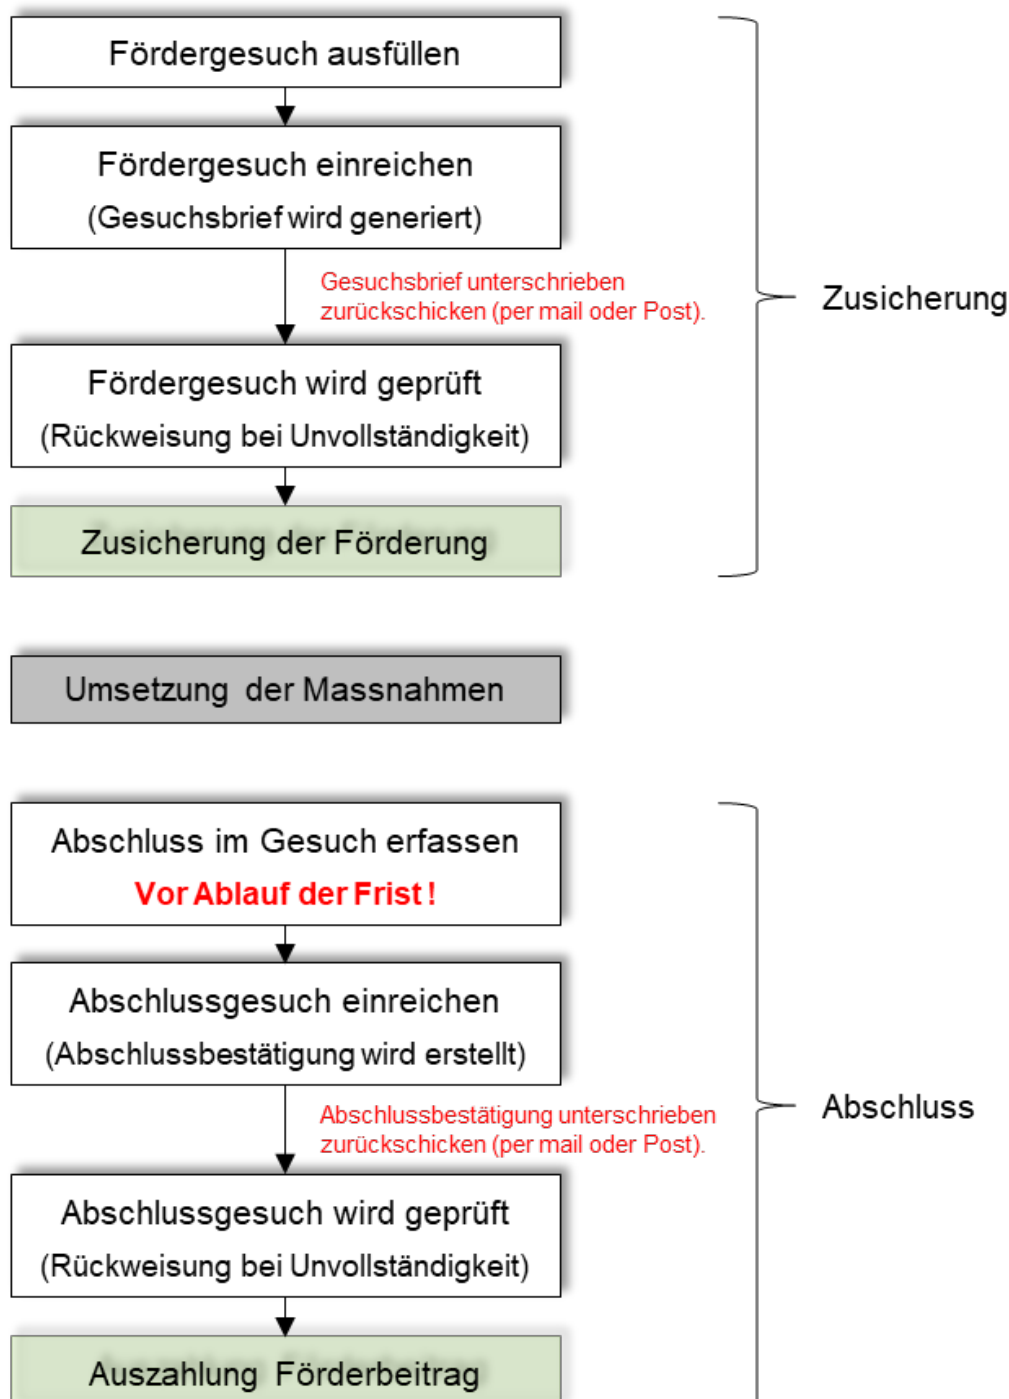 Fördergesuch ausfüllen
Fördergesuch einreichen
(Gesuchsbrief wird generiert)
Gesuchsbrief unterschrieben
zurückschicken (per mail oder Post).
Zusicherung
Fördergesuch wird geprüft
(Rückweisung bei Unvollständigkeit)
Zusicherung der Förderung
Umsetzung der Massnahmen
Abschluss im Gesuch erfassen
Vor Ablauf der Frist !
Abschlussgesuch einreichen
(Abschlussbestätigung wird erstellt)
Abschlussbestätigung unterschrieben
zurückschicken (per mail oder Post).
Abschluss
Abschlussgesuch wird geprüft
(Rückweisung bei Unvollständigkeit)
Auszahlung Förderbeitrag